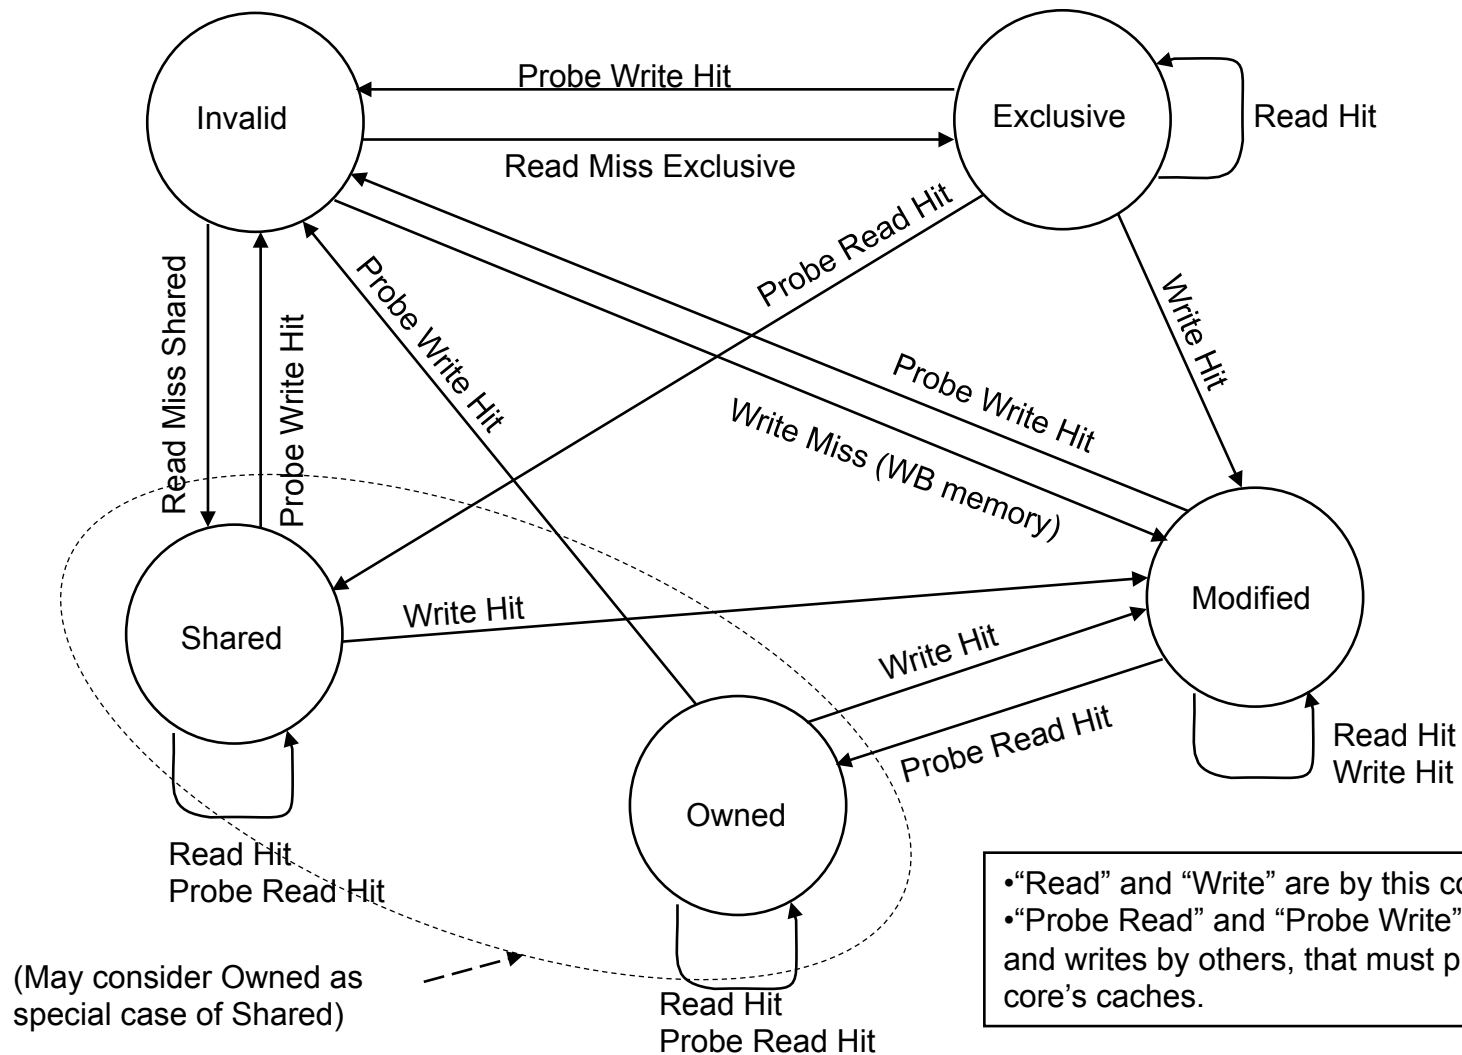 Probe Write Hit
Invalid
Exclusive
Read Hit
Read Miss Exclusive
Probe Read Hit
Probe Write Hit
Write Hit
Read Miss Shared
Probe Write Hit
Probe Write Hit
Write Miss (WB memory)
Shared
Write Hit
Modified
Write Hit
Probe Read Hit
Read Hit
Write Hit
Owned
Read Hit
Probe Read Hit
•“Read” and “Write” are by this
•“Probe Read” and “Probe Write”
and writes by others, that must
core’s caches.
(May consider Owned as
special case of Shared)
Read Hit
Probe Read Hit